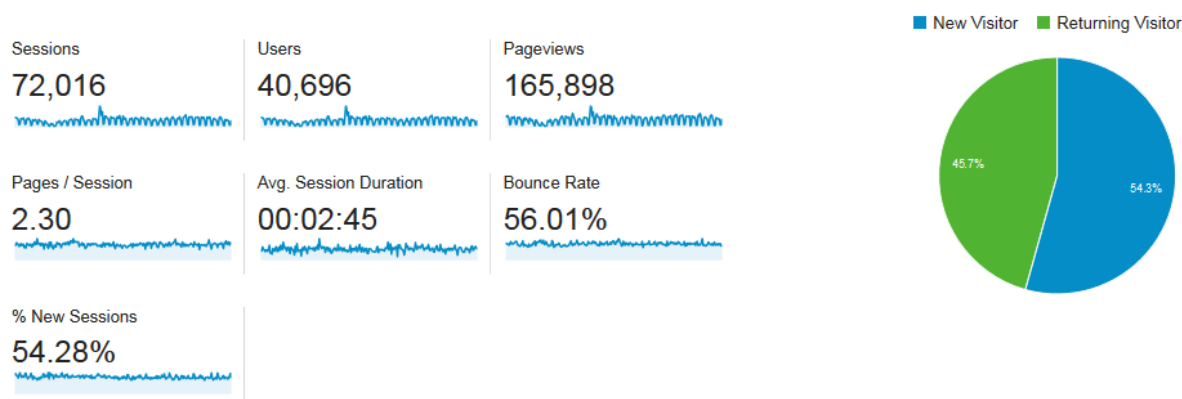 New Visitor
Returning Visitor
Sessions
72,016
Users
40,696
Pageviews
165,898
Pages / Session
2.30
Avg. Session Duration
00:02:45
Bounce Rate
56.01%
% New Sessions
54.28%
45.7%
54.3%